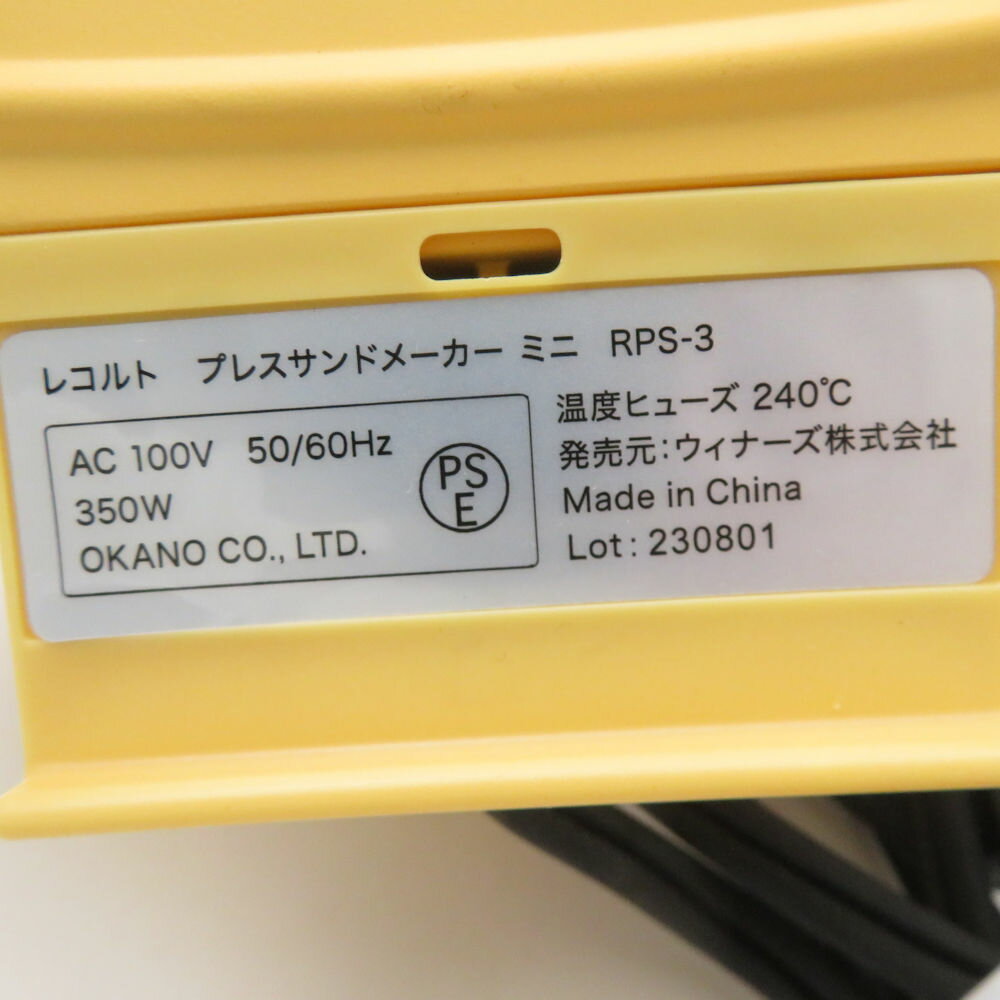 レコルト　プレスサンドメーカー ミニ　RPS-3
AC 100V　50/60Hz
350W
OKANO CO., LTD.
PS
E
温度ヒューズ 240℃
発売元：ウィナーズ株式会社
Made in China
Lot : 230801